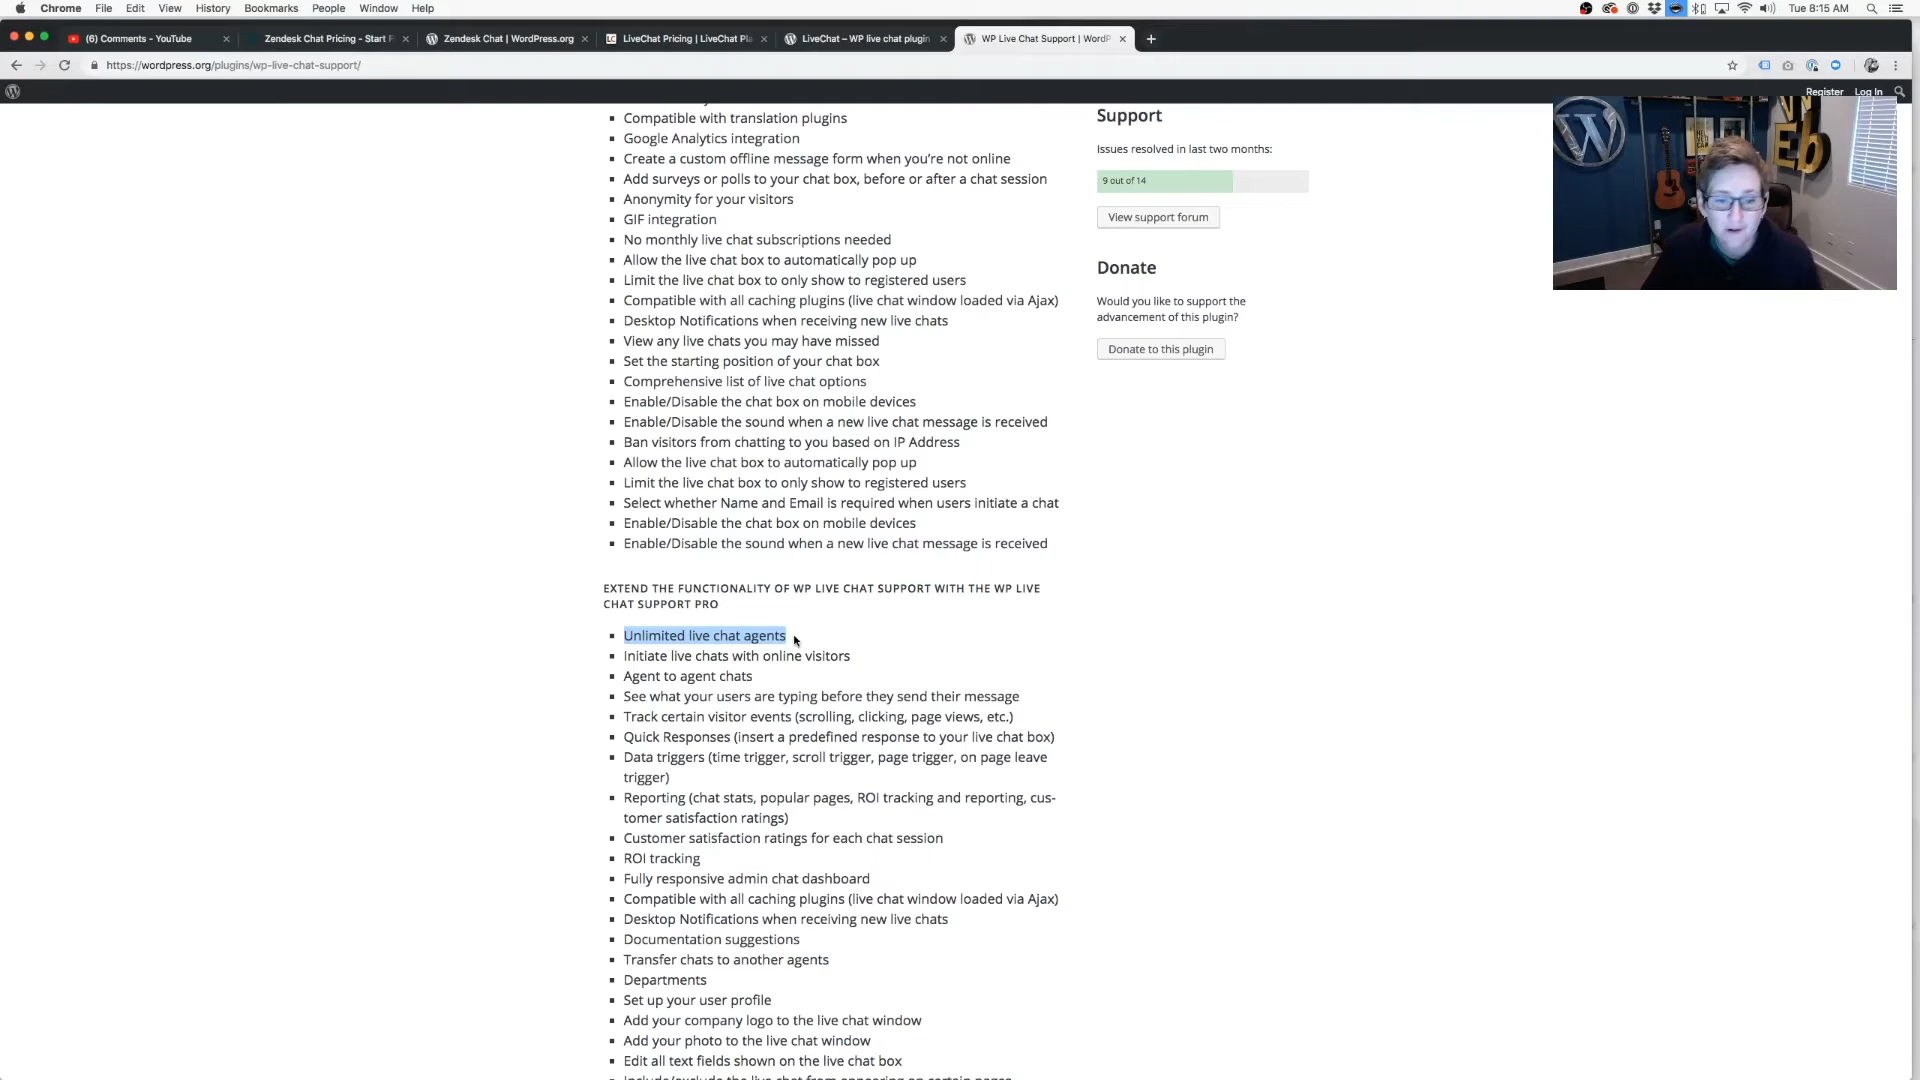 Chrome File Edit View History Bookmarks People Window Help
Tue 8:15 AM
(6) Comments - YouTube
Zendesk Chat Pricing - Start F
Zendesk Chat | WordPress.org
LiveChat Pricing | LiveChat Pla
LiveChat – WP live chat plugin
WP Live Chat Support | WordP
https://wordpress.org/plugins/wp-live-chat-support/
Register Log In
Compatible with translation plugins
Google Analytics integration
Create a custom offline message form when you’re not online
Add surveys or polls to your chat box, before or after a chat session
Anonymity for your visitors
GIF integration
No monthly live chat subscriptions needed
Allow the live chat box to automatically pop up
Limit the live chat box to only show to registered users
Compatible with all caching plugins (live chat window loaded via Ajax)
Desktop Notifications when receiving new live chats
View any live chats you may have missed
Set the starting position of your chat box
Comprehensive list of live chat options
Enable/Disable the chat box on mobile devices
Enable/Disable the sound when a new live chat message is received
Ban visitors from chatting to you based on IP Address
Allow the live chat box to automatically pop up
Limit the live chat box to only show to registered users
Select whether Name and Email is required when users initiate a chat
Enable/Disable the chat box on mobile devices
Enable/Disable the sound when a new live chat message is received
EXTEND THE FUNCTIONALITY OF WP LIVE CHAT SUPPORT WITH THE WP LIVE
CHAT SUPPORT PRO
Unlimited live chat agents
Initiate live chats with online visitors
Agent to agent chats
See what your users are typing before they send their message
Track certain visitor events (scrolling, clicking, page views, etc.)
Quick Responses (insert a predefined response to your live chat box)
Data triggers (time trigger, scroll trigger, page trigger, on page leave
trigger)
Reporting (chat stats, popular pages, ROI tracking and reporting, cus-
tomer satisfaction ratings)
Customer satisfaction ratings for each chat session
ROI tracking
Fully responsive admin chat dashboard
Compatible with all caching plugins (live chat window loaded via Ajax)
Desktop Notifications when receiving new live chats
Documentation suggestions
Transfer chats to another agents
Departments
Set up your user profile
Add your company logo to the live chat window
Add your photo to the live chat window
Edit all text fields shown on the live chat box
Include/exclude the live chat from appearing on certain pages
Support
Issues resolved in last two months:
9 out of 14
View support forum
Donate
Would you like to support the
advancement of this plugin?
Donate to this plugin